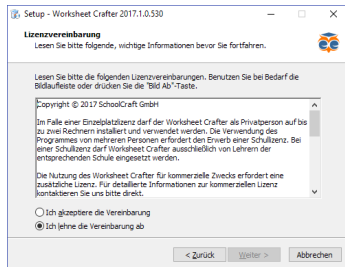 Setup - Worksheet Crafter 2017.1.0.530
Lizenzvereinbarung
Lesen Sie bitte folgende, wichtige Informationen bevor Sie fortfahren.
Lesen Sie bitte die folgenden Lizenzvereinbarungen. Benutzen Sie bei Bedarf die
Bildlaufleiste oder drücken Sie die "Bild Ab"-Taste.
Copyright © 2017 SchoolCraft GmbH
Im Falle einer Einzelplatzlizenz darf der Worksheet Crafter als Privatperson auf bis
zu zwei Rechnern installiert und verwendet werden. Die Verwendung des
Programmes von mehreren Personen erfordert den Erwerb einer Schullizenz. Bei
einer Schullizenz darf Worksheet Crafter ausschließlich von Lehrern der
entsprechenden Schule eingesetzt werden.
Die Nutzung des Worksheet Crafter für kommerzielle Zwecks erfordert eine
zusätzliche Lizenz. Für detaillierte Informationen zur kommerziellen Lizenz
kontaktieren Sie uns bitte direkt.
Ich akzeptiere die Vereinbarung
Ich lehne die Vereinbarung ab
< Zurück Weiter > Abbrechen